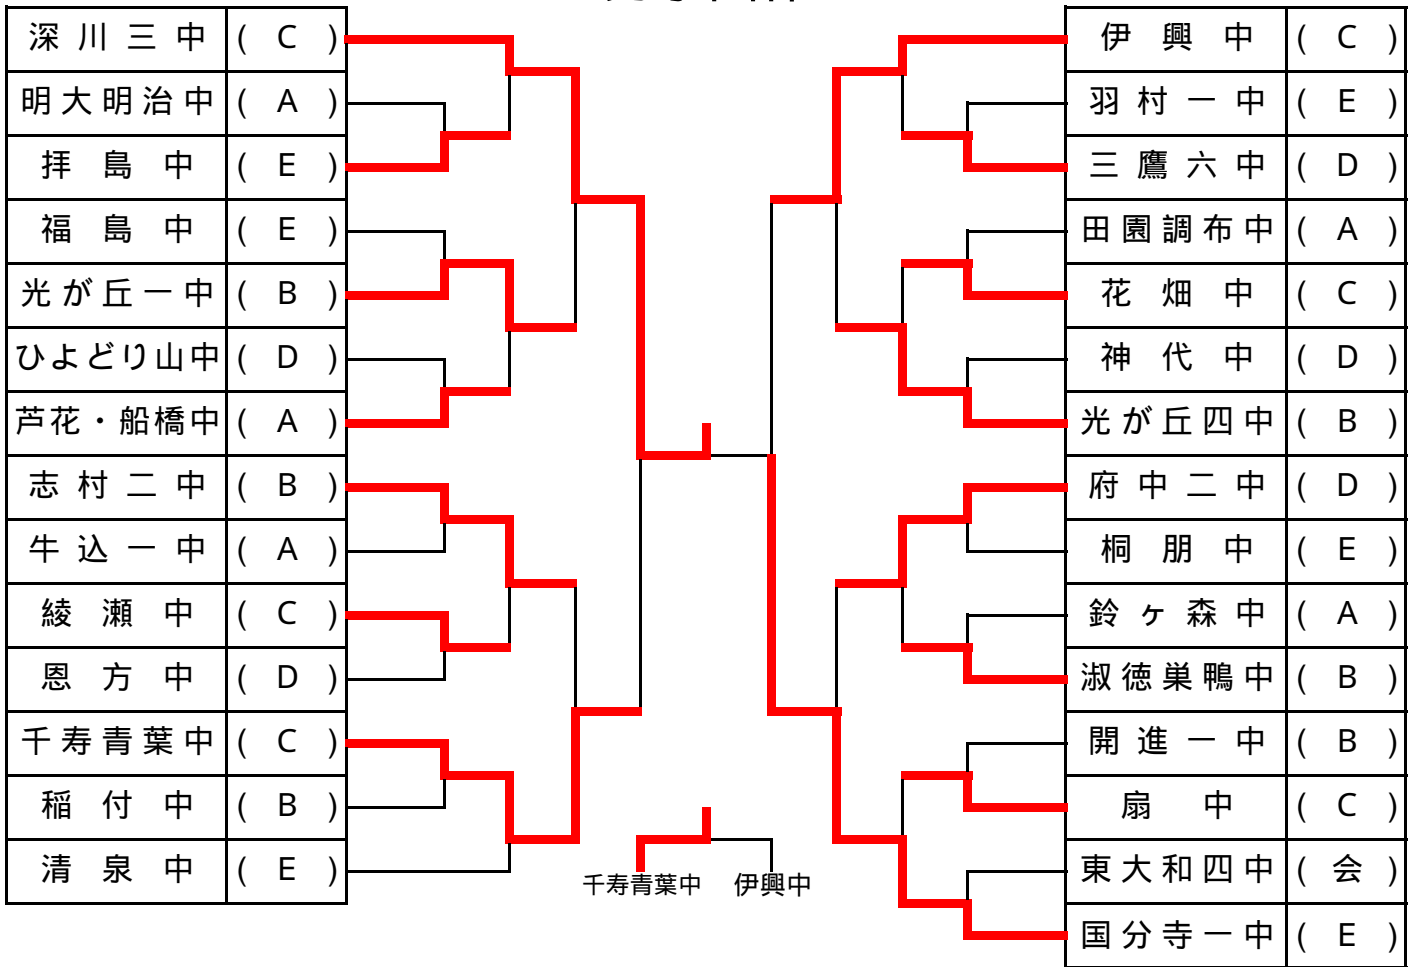 深川三中 ( C )
明大明治中 ( A )
拝島中 ( E )
福島中 ( E )
光が丘一中 ( B )
ひよどり山中 ( D )
芦花・船橋中 ( A )
志村二中 ( B )
牛込一中 ( A )
綾瀬中 ( C )
恩方中 ( D )
千寿青葉中 ( C )
稲付中 ( B )
清泉中 ( E )
千寿青葉中 伊興中
伊興中 ( C )
羽村一中 ( E )
三鷹六中 ( D )
田園調布中 ( A )
花畑中 ( C )
神代中 ( D )
光が丘四中 ( B )
府中二中 ( D )
桐朋中 ( E )
鈴ヶ森中 ( A )
淑徳巣鴨中 ( B )
開進一中 ( B )
扇中 ( C )
東大和四中 ( 会 )
国分寺一中 ( E )